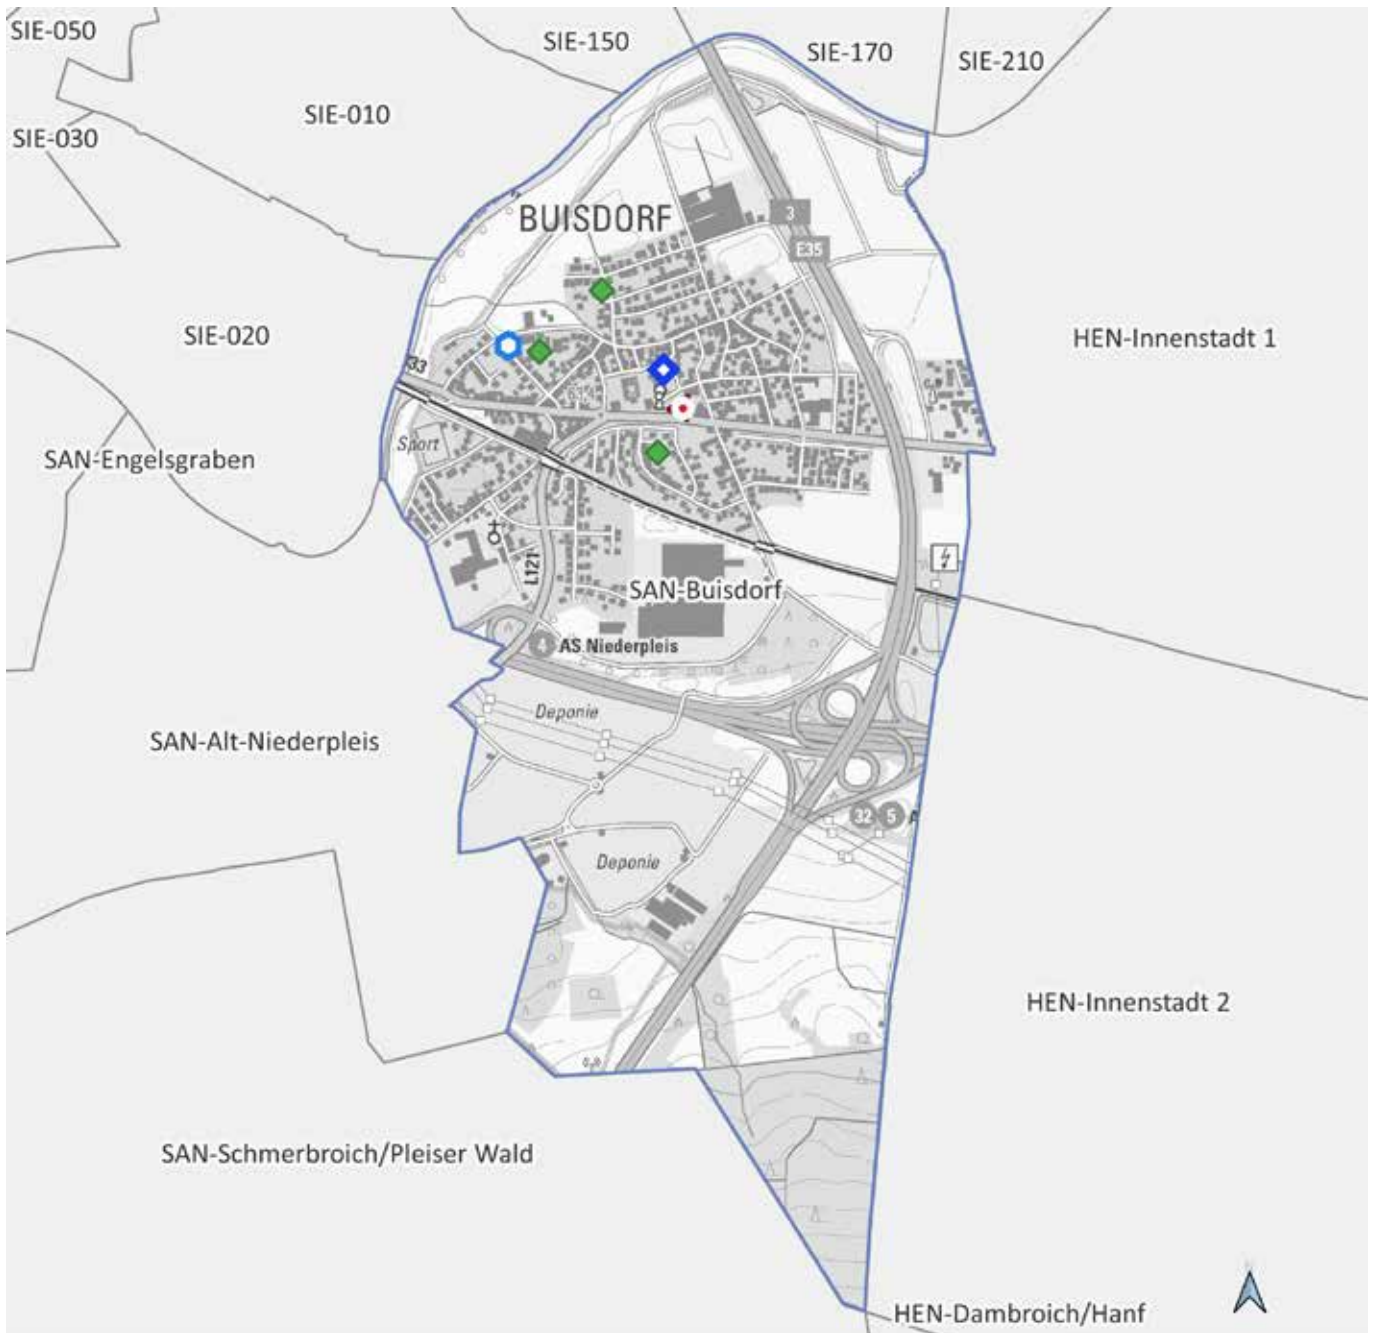 SIE-050
SIE-150
SIE-170
SIE-210
SIE-010
SIE-030
BUISDORF
3
E35
SIE-020
HEN-Innenstadt 1
Sport
SAN-Engelsgraben
L121
SAN-Buisdorf
4 AS Niederpleis
Deponie
SAN-Alt-Niederpleis
32 5 A
Deponie
HEN-Innenstadt 2
SAN-Schmerbroich/Pleiser Wald
HEN-Dambroich/Hanf